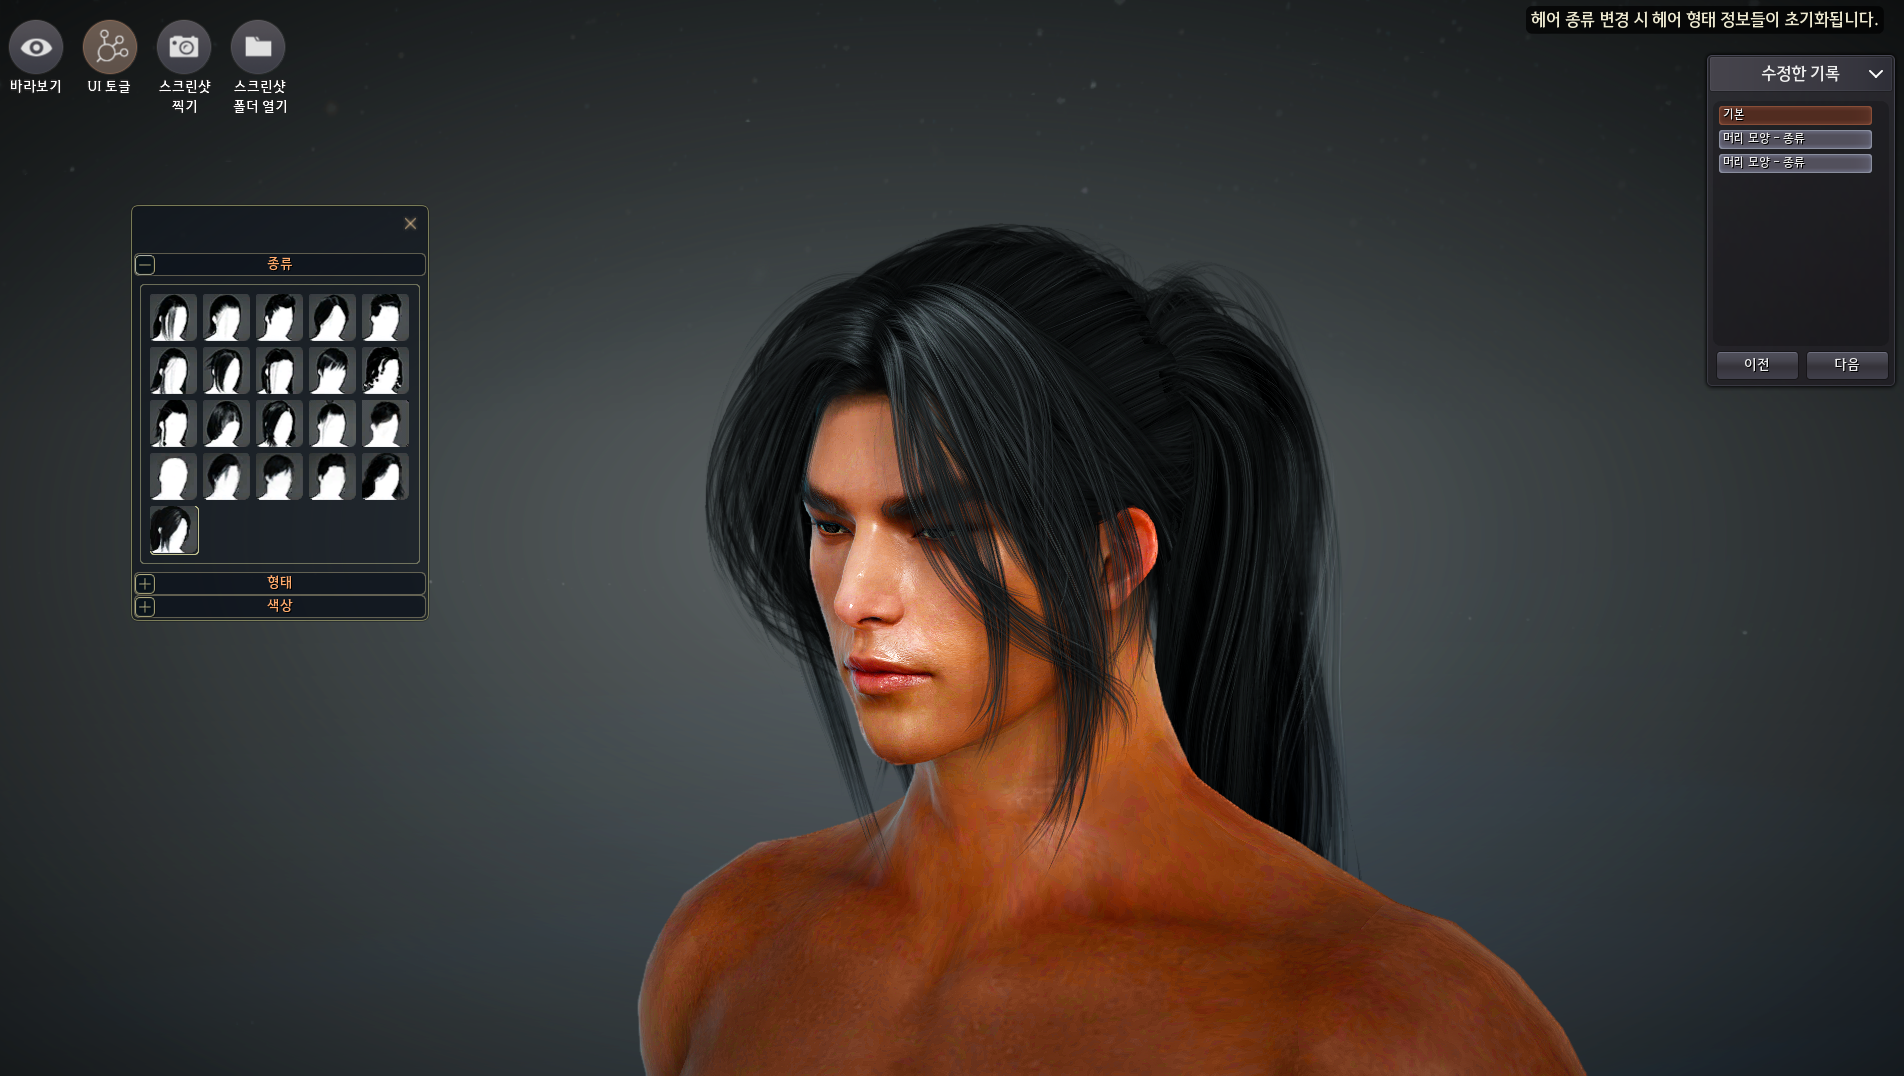 바라보기
UI 토글
스크린샷
찍기
스크린샷
폴더 열기
헤어 종류 변경 시 헤어 형태 정보들이 초기화됩니다.
수정한 기록
기본
머리 모양 - 종류
머리 모양 - 종류
이전
다음
종류
형태
색상